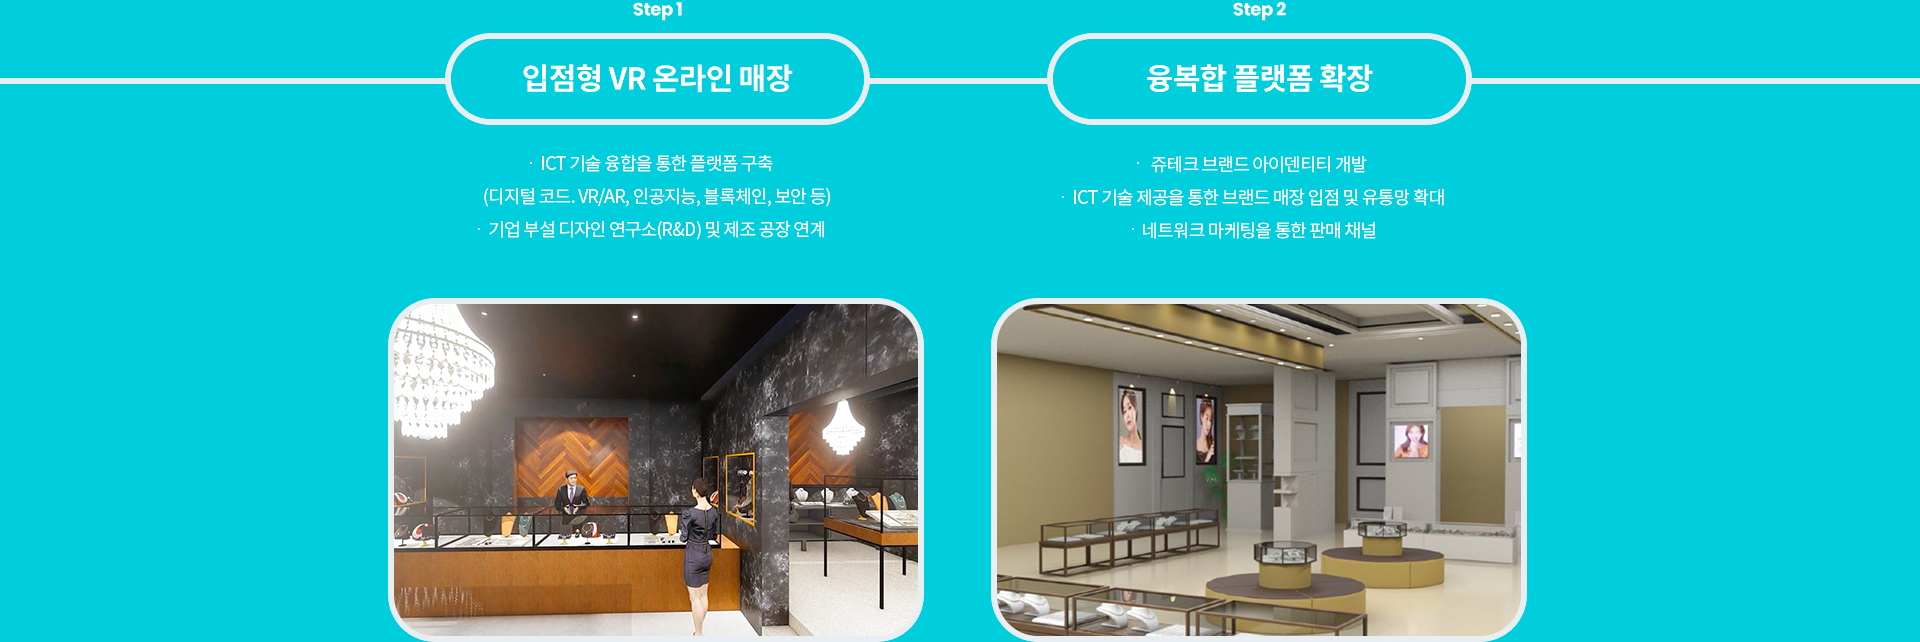 Step 1
입점형 VR 온라인 매장
· ICT 기술 융합을 통한 플랫폼 구축
(디지털 코드. VR/AR, 인공지능, 블록체인, 보안 등)
· 기업 부설 디자인 연구소(R&D) 및 제조 공장 연계
Step 2
융복합 플랫폼 확장
· 쥬테크 브랜드 아이덴티티 개발
· ICT 기술 제공을 통한 브랜드 매장 입점 및 유통망 확대
· 네트워크 마케팅을 통한 판매 채널